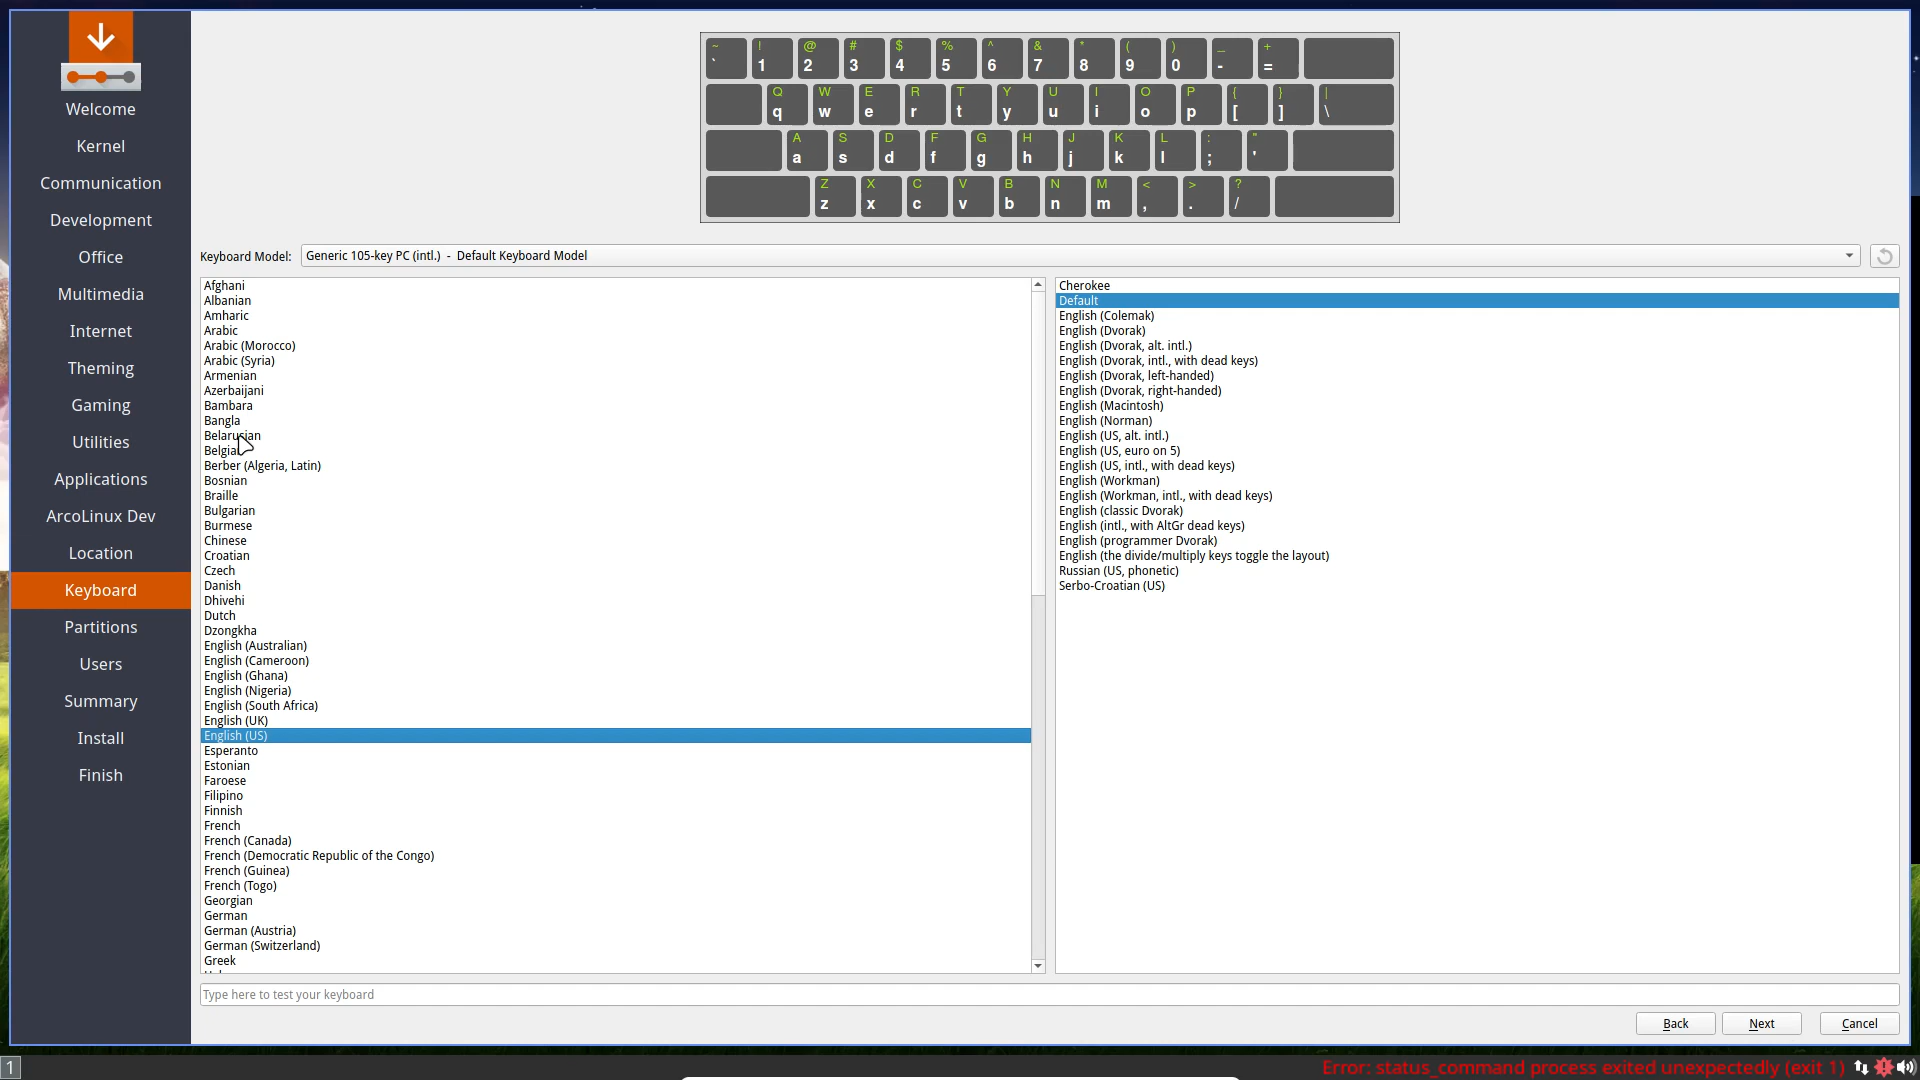 Welcome
Kernel
Communication
Development
Office
Multimedia
Internet
Theming
Gaming
Utilities
Applications
ArcoLinux Dev
Location
Keyboard
Partitions
Users
Summary
Install
Finish
~ ! @ # $ % ^ & * ( ) _ +
` 1 2 3 4 5 6 7 8 9 0 - =
Q W E R T Y U I O P { } |
q w e r t y u i o p [ ] \
A S D F G H J K L : "
a s d f g h j k l ; '
Z X C V B N M < > ?
z x c v b n m , . /
Keyboard Model: Generic 105-key PC (intl.) - Default Keyboard Model
Afghani
Albanian
Amharic
Arabic
Arabic (Morocco)
Arabic (Syria)
Armenian
Azerbaijani
Bambara
Bangla
Belarusian
Belgian
Berber (Algeria, Latin)
Bosnian
Braille
Bulgarian
Burmese
Chinese
Croatian
Czech
Danish
Dhivehi
Dutch
Dzongkha
English (Australian)
English (Cameroon)
English (Ghana)
English (Nigeria)
English (South Africa)
English (UK)
English (US)
Esperanto
Estonian
Faroese
Filipino
Finnish
French
French (Canada)
French (Democratic Republic of the Congo)
French (Guinea)
French (Togo)
Georgian
German
German (Austria)
German (Switzerland)
Greek
Cherokee
Default
English (Colemak)
English (Dvorak)
English (Dvorak, alt. intl.)
English (Dvorak, intl., with dead keys)
English (Dvorak, left-handed)
English (Dvorak, right-handed)
English (Macintosh)
English (Norman)
English (US, alt. intl.)
English (US, euro on 5)
English (US, intl., with dead keys)
English (Workman)
English (Workman, intl., with dead keys)
English (classic Dvorak)
English (intl., with AltGr dead keys)
English (programmer Dvorak)
English (the divide/multiply keys toggle the layout)
Russian (US, phonetic)
Serbo-Croatian (US)
Type here to test your keyboard
Back Next Cancel
1 Error: status_command process exited unexpectedly (exit 1)